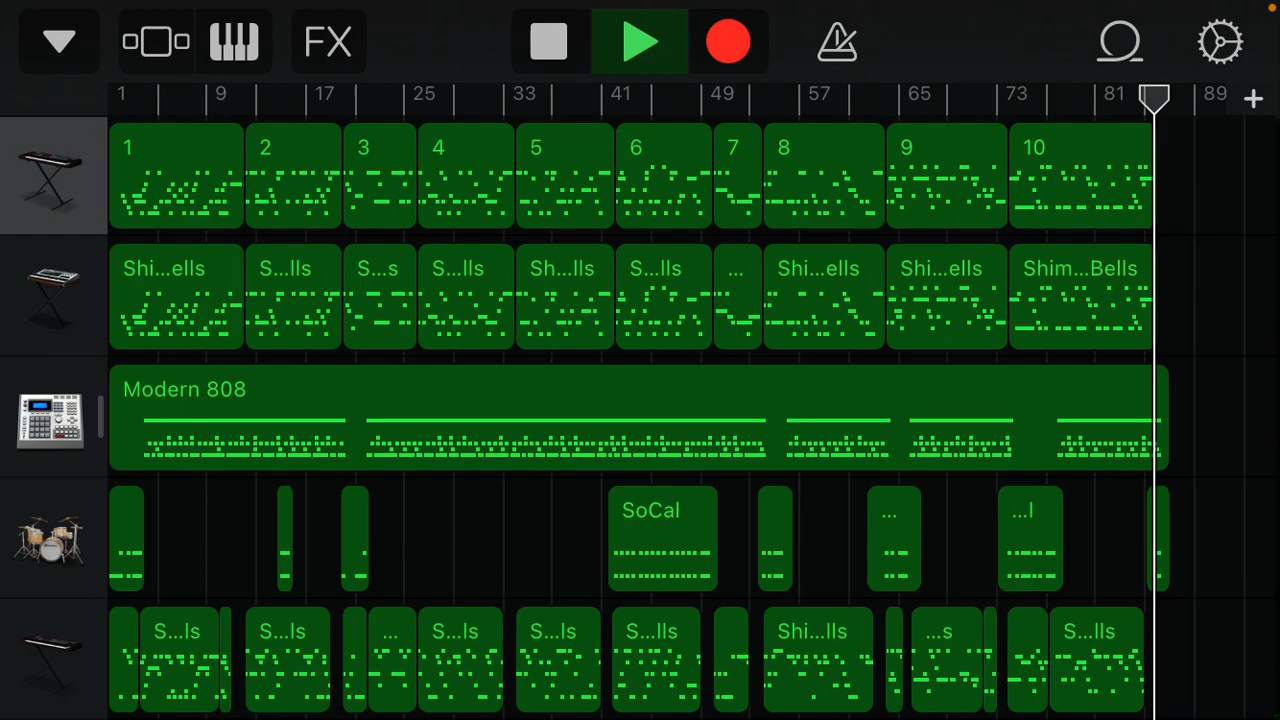 FX
1 9 17 25 33 41 49 57 65 73 81 89 +
1 2 3 4 5 6 7 8 9 10
Shi...ells S...lls S...s S...lls Sh...lls S...lls ... Shi...ells Shi...ells Shim...Bells
Modern 808
SoCal ... ...l
S...ls S...ls ... S...lls S...ls S...lls Shi...lls ...s S...lls